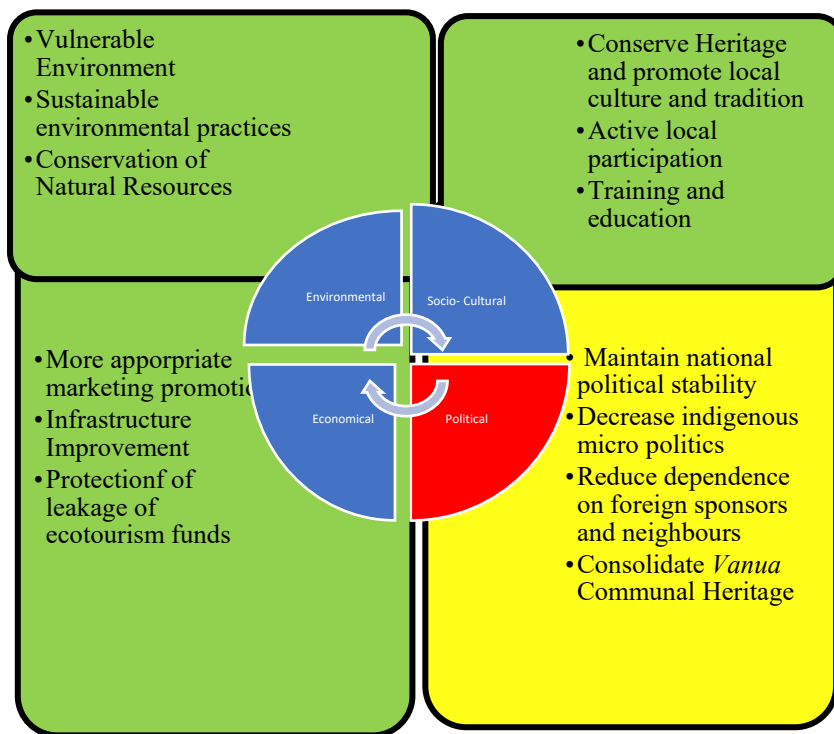 •Vulnerable
Environment
•Sustainable
environmental practices
•Conservation of
Natural Resources
•Conserve Heritage
and promote local
culture and tradition
•Active local
participation
•Training and
education
Environmental
Socio- Cultural
Economical
Political
•More apporpriate
marketing promotio
•Infrastructure
Improvement
•Protectionf of
leakage of
ecotourism funds
• Maintain national
political stability
•Decrease indigenous
micro politics
•Reduce dependence
on foreign sponsors
and neighbours
•Consolidate Vanua
Communal Heritage